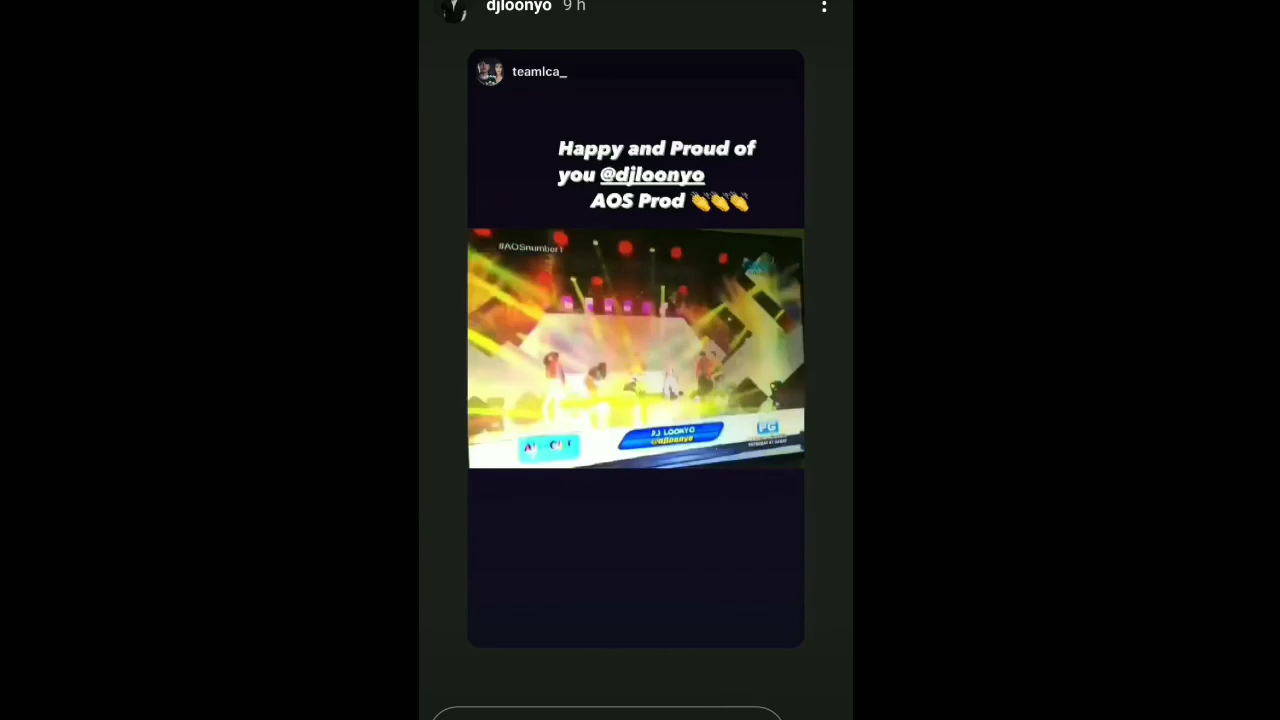 djloonyo 9 h
teamlca_
Happy and Proud of
you @djloonyo
AOS Prod 👏👏👏
#AOSnumber1
DJ LOONYO
@djloonyo
PG